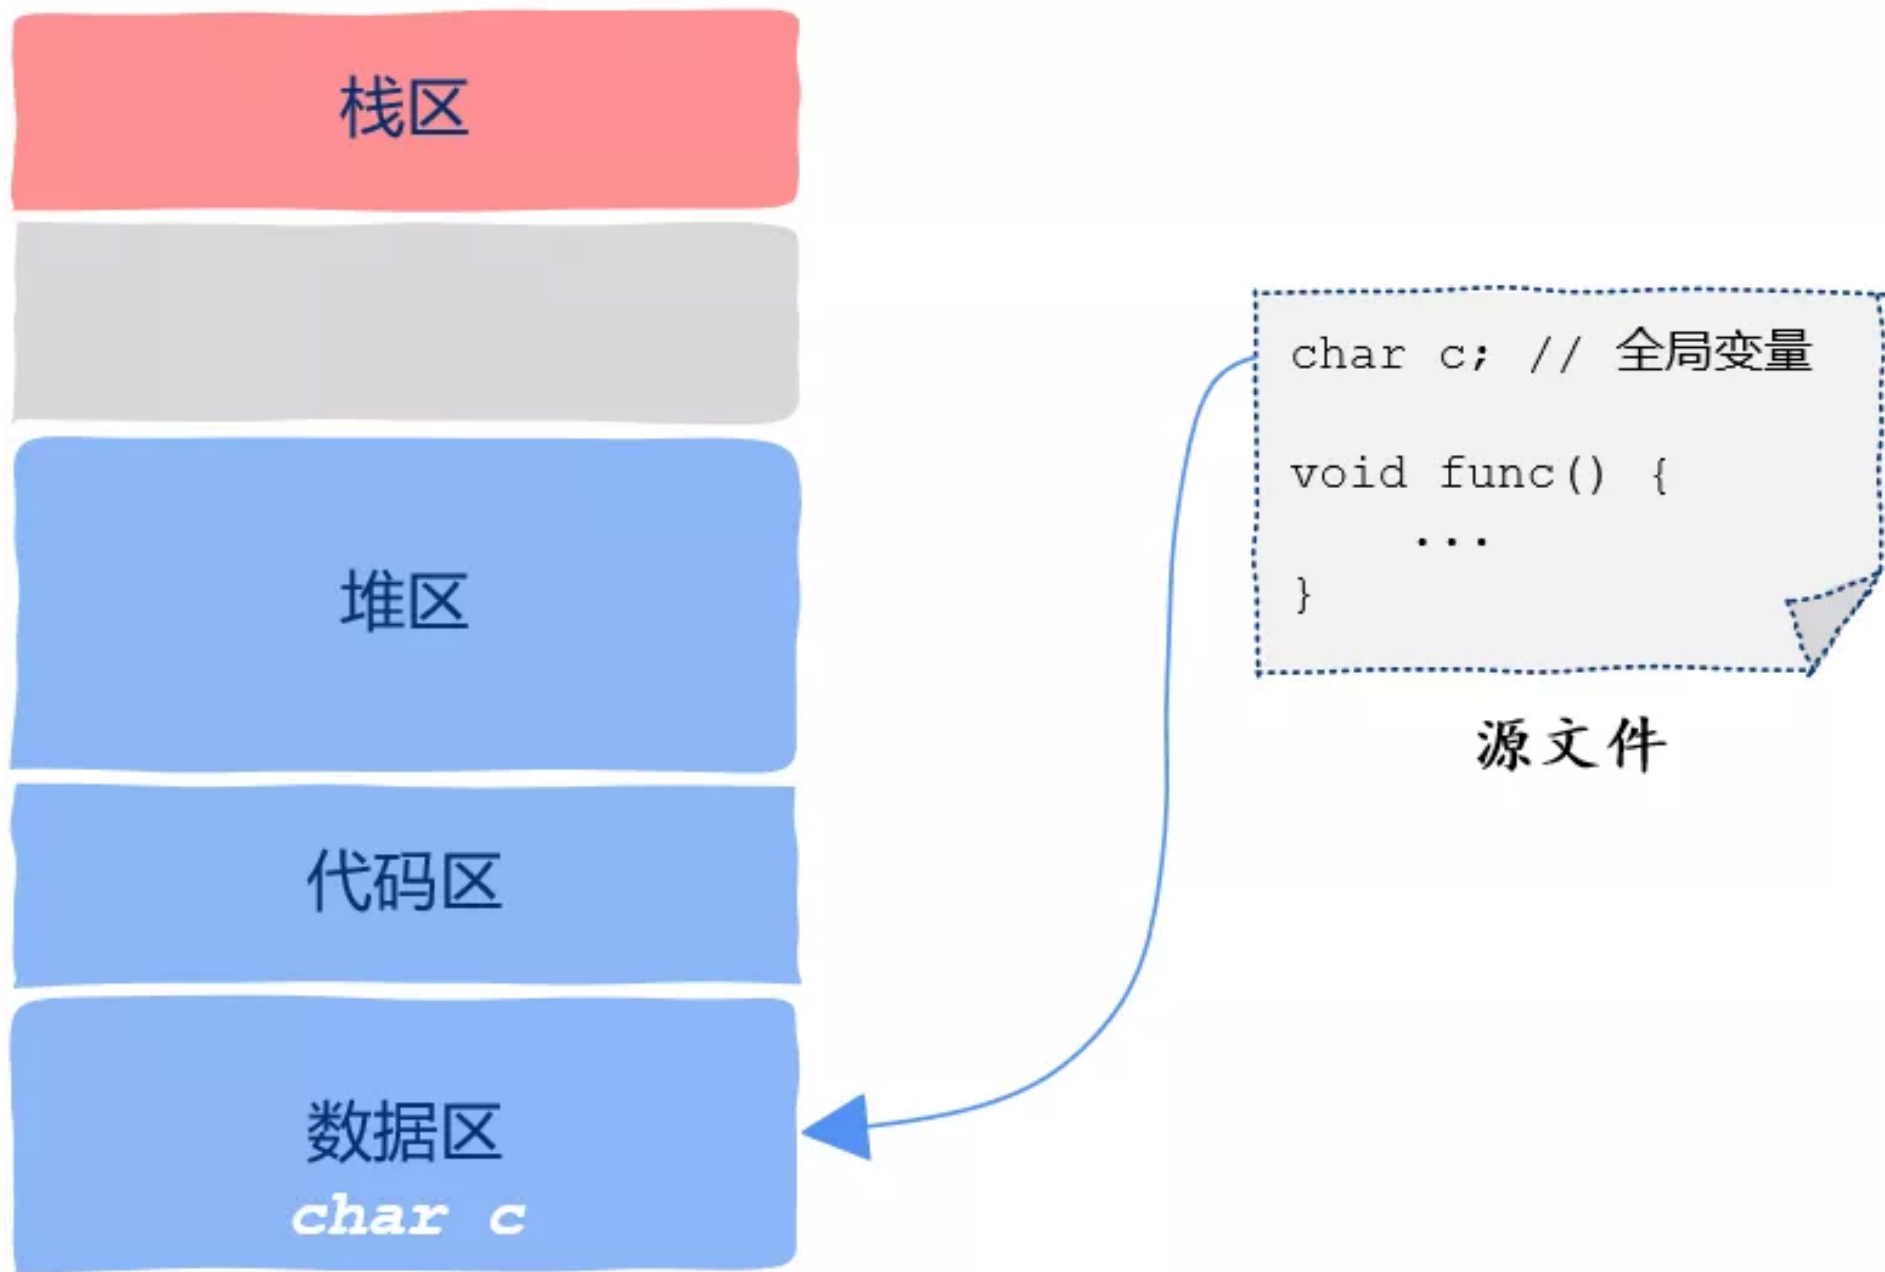 栈区
堆区
代码区
数据区
char c
char c; // 全局变量
void func() {
...
}
源文件